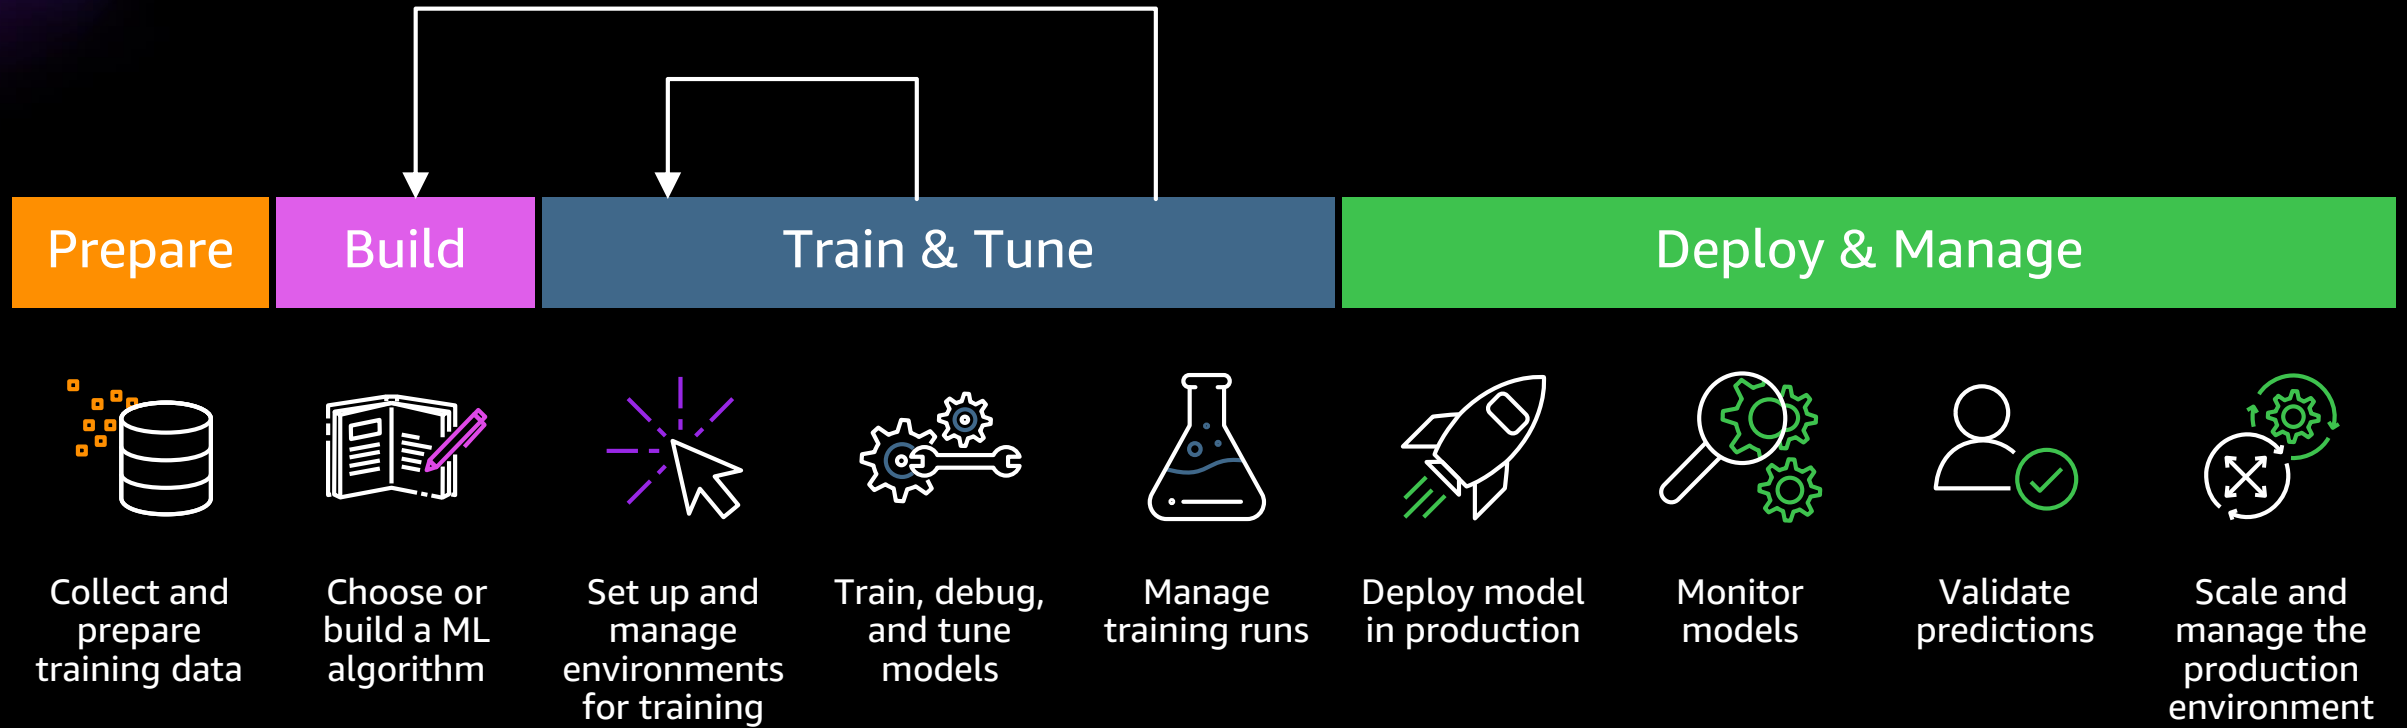 Prepare
Build
Train & Tune
Deploy & Manage
Collect and
prepare
training data
Choose or
build a ML
algorithm
Set up and
manage
environments
for training
Train, debug,
and tune
models
Manage
training runs
Deploy model
in production
Monitor
models
Validate
predictions
Scale and
manage the
production
environment